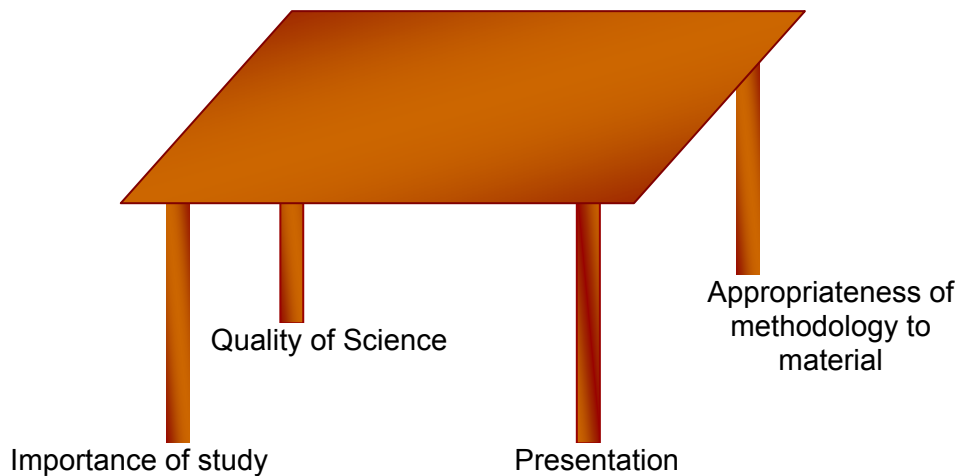 Appropriateness of
methodology to
material
Quality of Science
Importance of study
Presentation